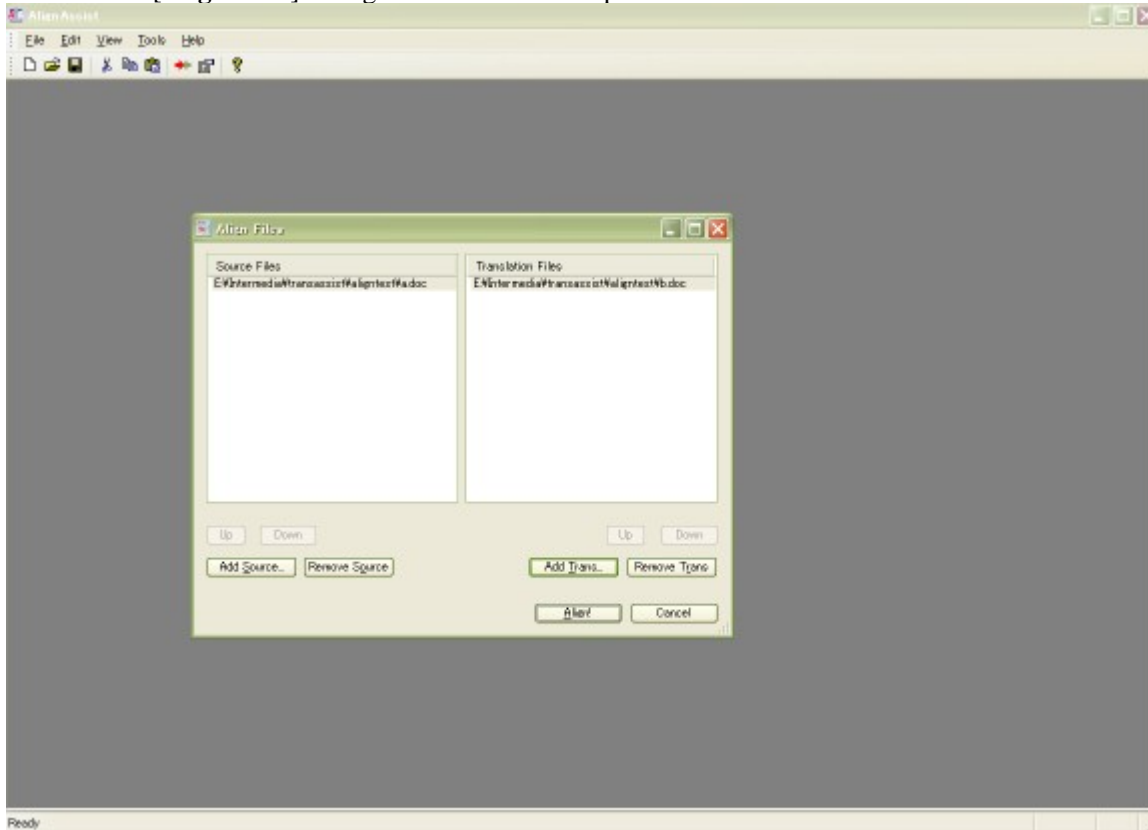 Align Assist
File Edit View Tools Help
Align Files
Source Files
Translation Files
E:¥Intermedia¥transassist¥aligntest¥a.doc
E:¥Intermedia¥transassist¥aligntest¥b.doc
Up Down
Up Down
Add Source... Remove Source
Add Trans... Remove Trans
Align! Cancel
Ready